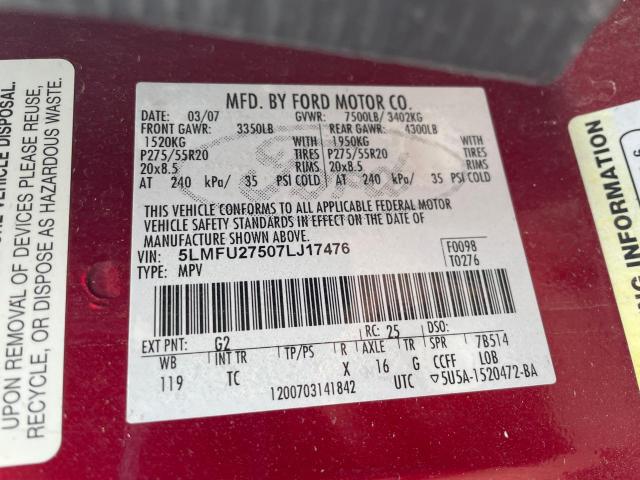 MFD. BY FORD MOTOR CO.
DATE: 03/07 GVWR: 7500LB/ 3402KG
FRONT GAWR: 3350LB REAR GAWR: 4300LB
1520KG WITH 1950KG WITH
P275/55R20 TIRES P275/55R20 TIRES
20x8.5 RIMS 20x8.5 RIMS
AT 240 kPa/ 35 PSI COLD AT 240 kPa/ 35 PSI COLD
THIS VEHICLE CONFORMS TO ALL APPLICABLE FEDERAL MOTOR
VEHICLE SAFETY STANDARDS IN EFFECT ON THE DATE OF
MANUFACTURE SHOWN ABOVE.
VIN: 5LMFU27507LJ17476 F0098
TYPE: MPV T0276
EXT PNT: G2 RC: 25 DSO:
WB INT TR TP/PS R AXLE TR SPR 7B514
119 TC X 16 G CCFF LOB
1200703141842 UTC ▽5U5A-1520472-BA
VEHICLE DISPOSAL.
UPON REMOVAL OF DEVICES PLEASE REUSE,
RECYCLE, OR DISPOSE AS HAZARDOUS WASTE.
NG INFORMATION
Ford